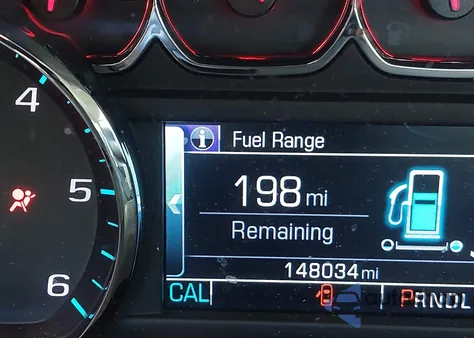 4
5
6
Fuel Range
198 mi
Remaining
148034 mi
CAL
PRNDL